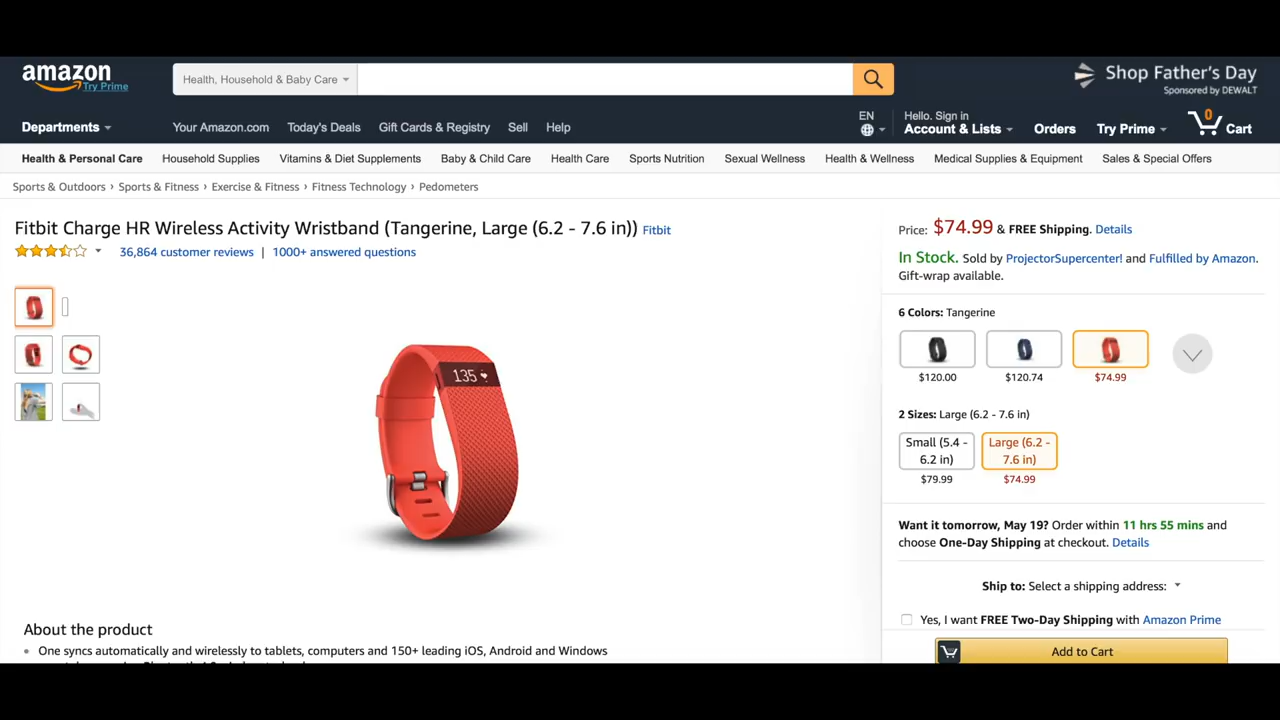 amazon
Try Prime
Health, Household & Baby Care
Shop Father's Day
Sponsored by DEWALT
Departments
Your Amazon.com
Today's Deals
Gift Cards & Registry
Sell
Help
EN
Hello. Sign in
Account & Lists
Orders
Try Prime
0
Cart
Health & Personal Care
Household Supplies
Vitamins & Diet Supplements
Baby & Child Care
Health Care
Sports Nutrition
Sexual Wellness
Health & Wellness
Medical Supplies & Equipment
Sales & Special Offers
Sports & Outdoors › Sports & Fitness › Exercise & Fitness › Fitness Technology › Pedometers
Fitbit Charge HR Wireless Activity Wristband (Tangerine, Large (6.2 - 7.6 in)) Fitbit
36,864 customer reviews | 1000+ answered questions
135
About the product
• One syncs automatically and wirelessly to tablets, computers and 150+ leading iOS, Android and Windows
Price: $74.99 & FREE Shipping. Details
In Stock. Sold by ProjectorSupercenter! and Fulfilled by Amazon.
Gift-wrap available.
6 Colors: Tangerine
$120.00
$120.74
$74.99
2 Sizes: Large (6.2 - 7.6 in)
Small (5.4 -
6.2 in)
$79.99
Large (6.2 -
7.6 in)
$74.99
Want it tomorrow, May 19? Order within 11 hrs 55 mins and
choose One-Day Shipping at checkout. Details
Ship to: Select a shipping address:
Yes, I want FREE Two-Day Shipping with Amazon Prime
Add to Cart